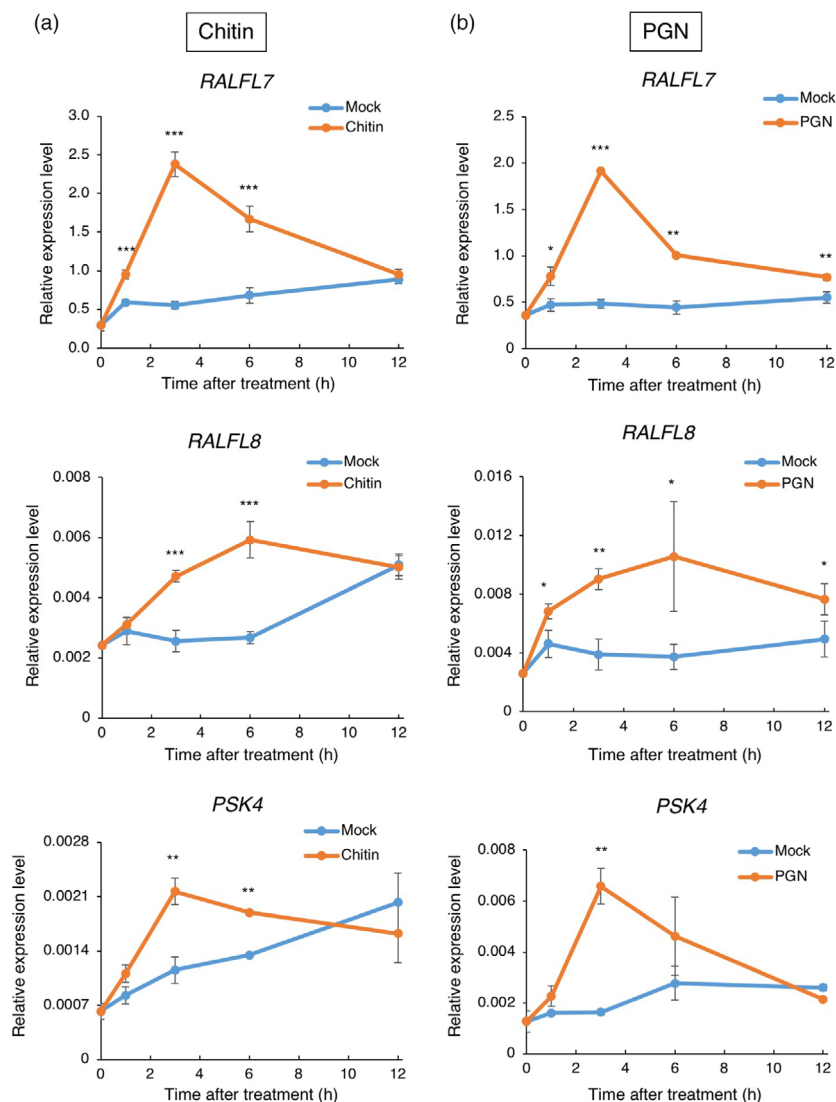 (a)
Chitin
RALFL7
Mock
Chitin
Relative expression level
3.0
2.5
2.0
1.5
1.0
0.5
0.0
***
***
***
0 2 4 6 8 10 12
Time after treatment (h)
RALFL8
Mock
Chitin
Relative expression level
0.008
0.006
0.004
0.002
0
***
***
0 2 4 6 8 10 12
Time after treatment (h)
PSK4
Mock
Chitin
Relative expression level
0.0028
0.0021
0.0014
0.0007
0
**
**
0 2 4 6 8 10 12
Time after treatment (h)
(b)
PGN
RALFL7
Mock
PGN
Relative expression level
2.5
2.0
1.5
1.0
0.5
0.0
*
***
**
**
0 2 4 6 8 10 12
Time after treatment (h)
RALFL8
Mock
PGN
Relative expression level
0.016
0.012
0.008
0.004
0
*
**
*
*
0 2 4 6 8 10 12
Time after treatment (h)
PSK4
Mock
PGN
Relative expression level
0.008
0.006
0.004
0.002
0
**
0 2 4 6 8 10 12
Time after treatment (h)